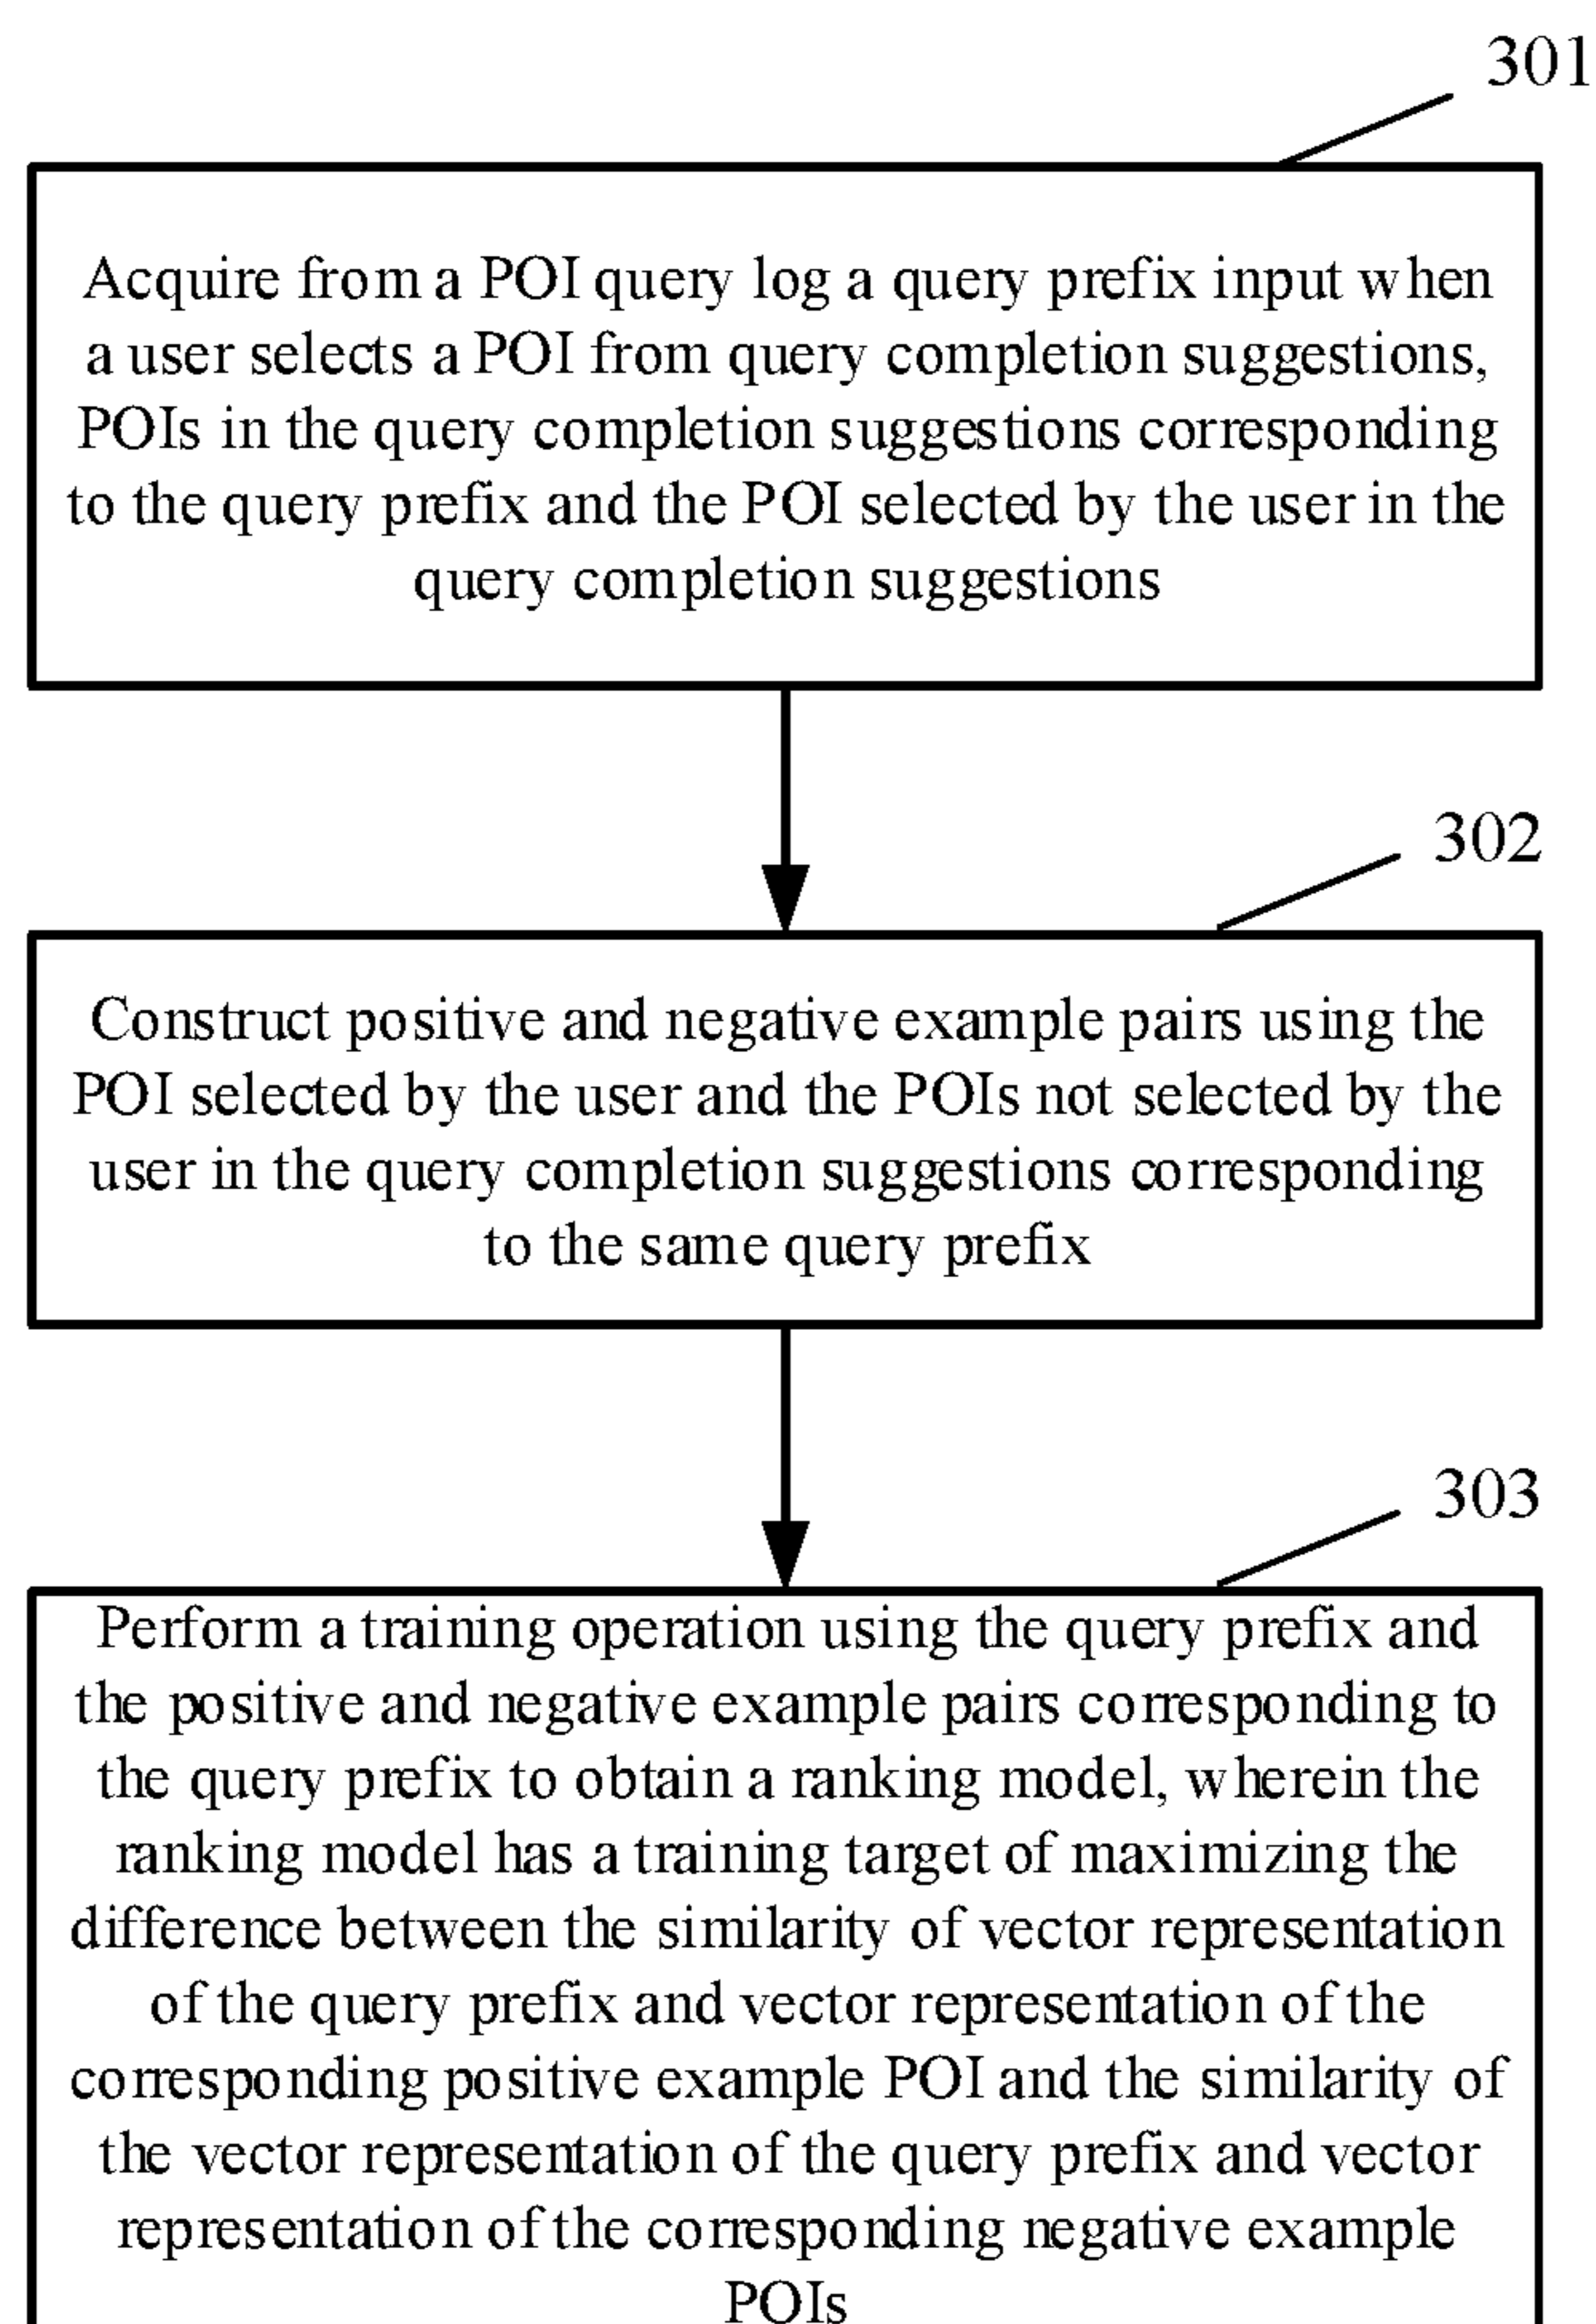 301
Acquire from a POI query log a query prefix input when
a user selects a POI from query completion suggestions,
POIs in the query completion suggestions corresponding
to the query prefix and the POI selected by the user in the
query completion suggestions
302
Construct positive and negative example pairs using the
POI selected by the user and the POIs not selected by the
user in the query completion suggestions corresponding
to the same query prefix
303
Perform a training operation using the query prefix and
the positive and negative example pairs corresponding to
the query prefix to obtain a ranking model, wherein the
ranking model has a training target of maximizing the
difference between the similarity of vector representation
of the query prefix and vector representation of the
corresponding positive example POI and the similarity of
the vector representation of the query prefix and vector
representation of the corresponding negative example
POIs